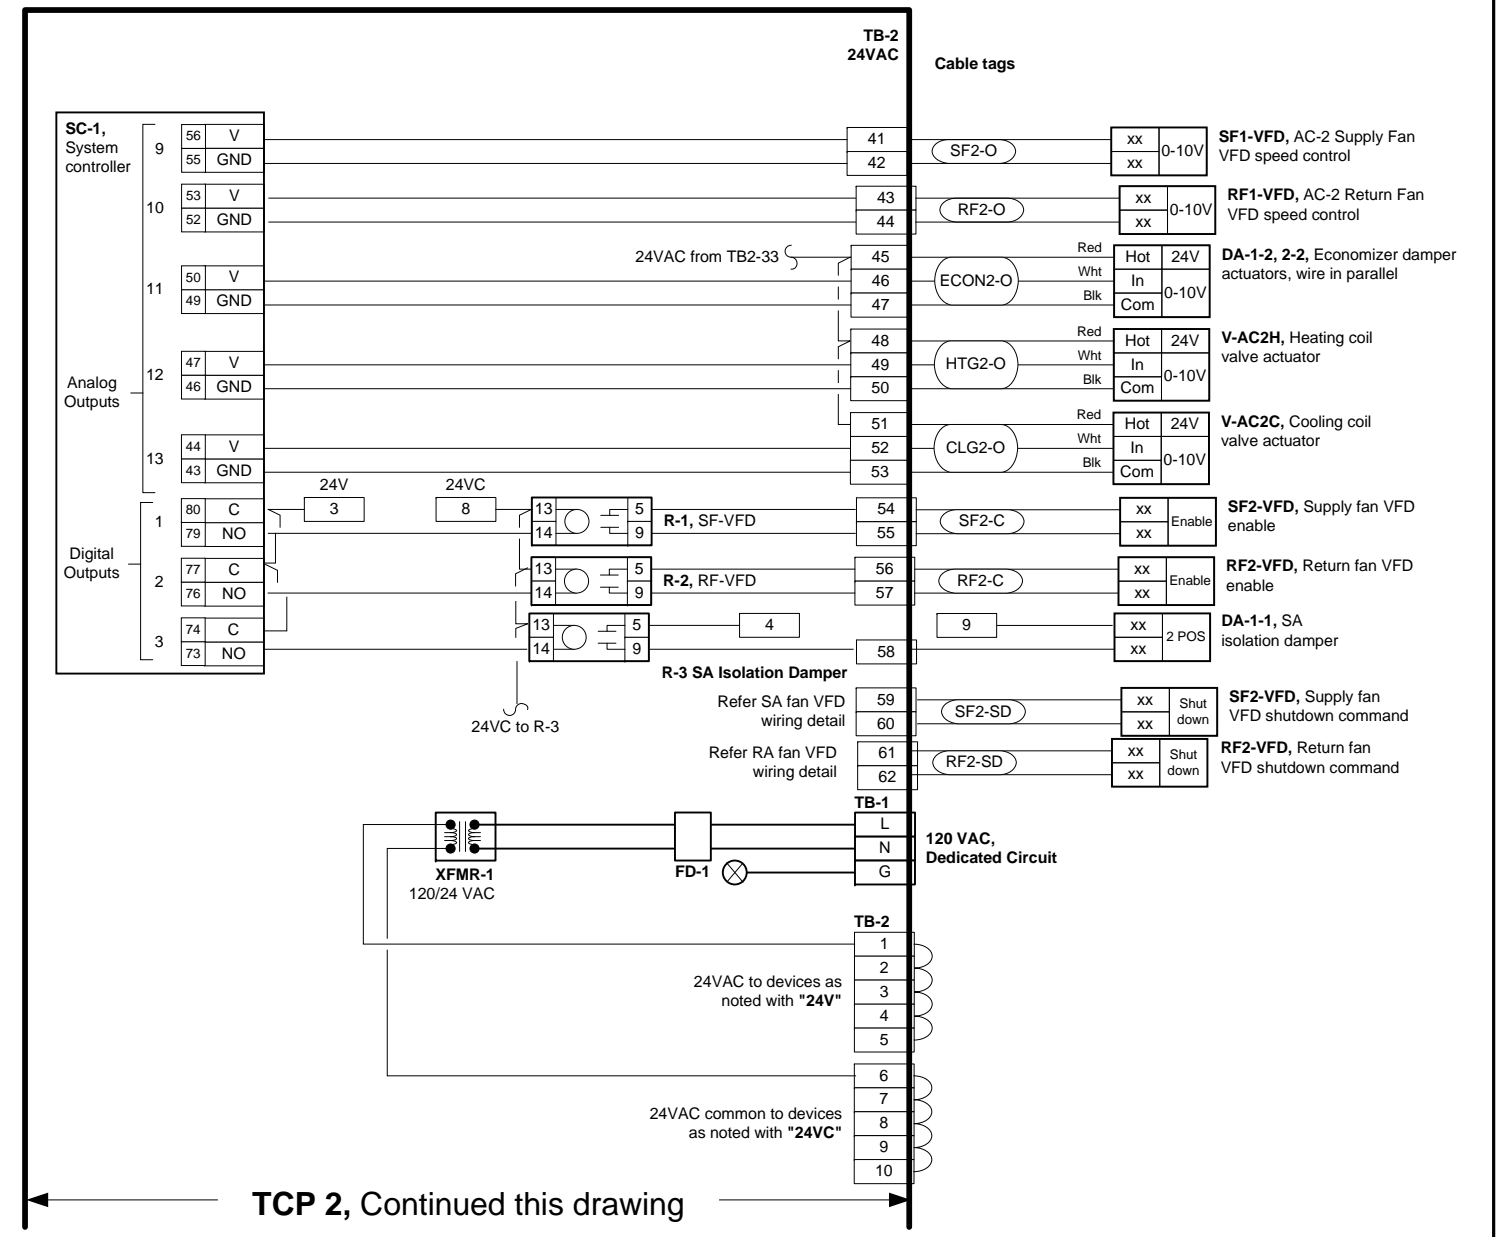 TB-2
24VAC
Cable tags
SC-1,
System
controller
9
56 V
55 GND
41
42
SF2-O
xx
xx
0-10V
SF1-VFD, AC-2 Supply Fan
VFD speed control
10
53 V
52 GND
43
44
RF2-O
xx
xx
0-10V
RF1-VFD, AC-2 Return Fan
VFD speed control
24VAC from TB2-33
11
50 V
49 GND
45
46
47
ECON2-O
Red
Wht
Blk
Hot 24V
In
Com
0-10V
DA-1-2, 2-2, Economizer damper
actuators, wire in parallel
Analog
Outputs
12
47 V
46 GND
48
49
50
HTG2-O
Red
Wht
Blk
Hot 24V
In
Com
0-10V
V-AC2H, Heating coil
valve actuator
13
44 V
43 GND
51
52
53
CLG2-O
Red
Wht
Blk
Hot 24V
In
Com
0-10V
V-AC2C, Cooling coil
valve actuator
24V
3
24VC
8
Digital
Outputs
1
80 C
79 NO
13 5
14 9
R-1, SF-VFD
54
55
SF2-C
xx
xx
Enable
SF2-VFD, Supply fan VFD
enable
2
77 C
76 NO
13 5
14 9
R-2, RF-VFD
56
57
RF2-C
xx
xx
Enable
RF2-VFD, Return fan VFD
enable
3
74 C
73 NO
13 5
14 9
4
9
58
xx
xx
2 POS
DA-1-1, SA
isolation damper
R-3 SA Isolation Damper
24VC to R-3
Refer SA fan VFD
wiring detail
59
60
SF2-SD
xx
xx
Shut
down
SF2-VFD, Supply fan
VFD shutdown command
Refer RA fan VFD
wiring detail
61
62
RF2-SD
xx
xx
Shut
down
RF2-VFD, Return fan
VFD shutdown command
TB-1
L
N
G
120 VAC,
Dedicated Circuit
XFMR-1
120/24 VAC
FD-1
TB-2
1
2
3
4
5
24VAC to devices as
noted with "24V"
6
7
8
9
10
24VAC common to devices
as noted with "24VC"
TCP 2, Continued this drawing